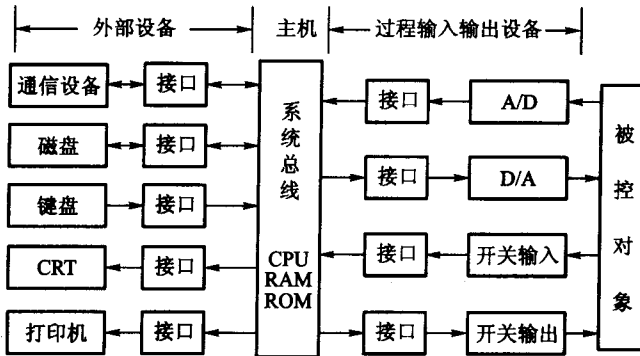 外部设备 主机 过程输入输出设备
通信设备 接口 接口 A/D
磁盘 接口 接口 D/A
键盘 接口 接口 开关输入
CRT 接口 接口 开关输出
打印机 接口
系统总线
CPU
RAM
ROM
被控对象